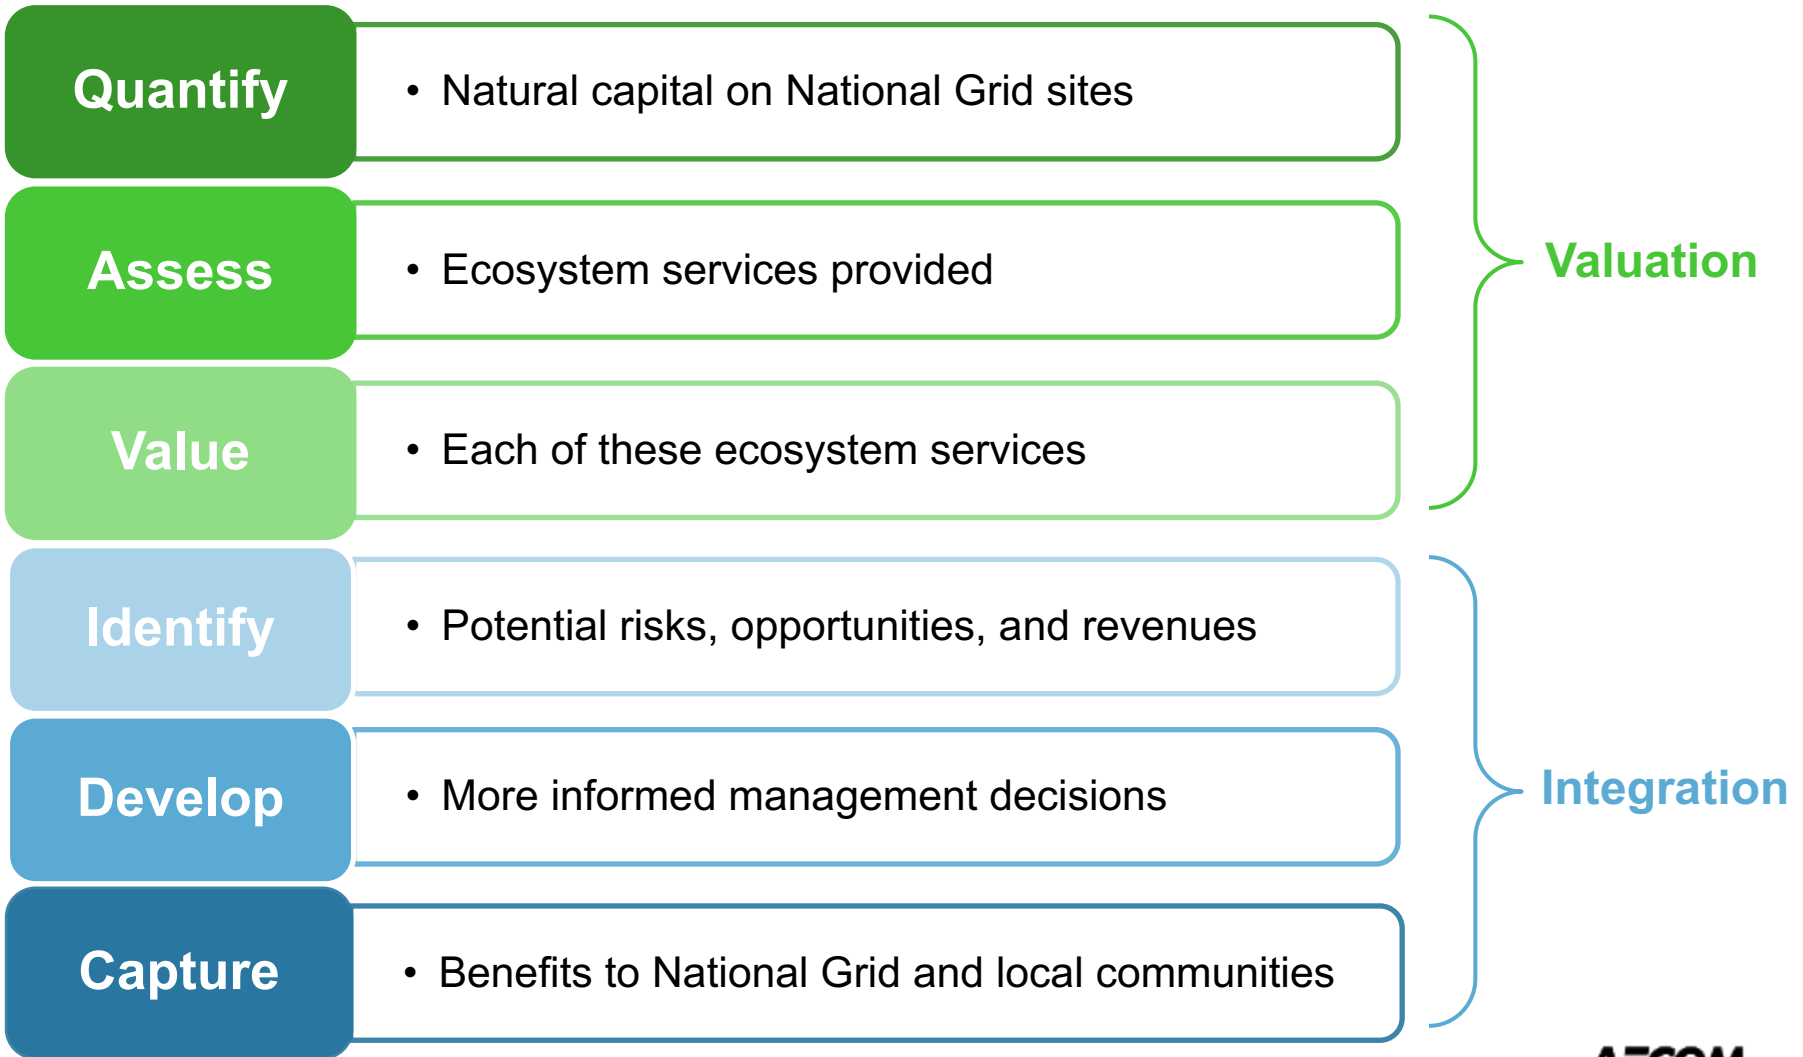 Quantify
• Natural capital on National Grid sites
Assess
• Ecosystem services provided
Value
• Each of these ecosystem services
Valuation
Identify
• Potential risks, opportunities, and revenues
Develop
• More informed management decisions
Capture
• Benefits to National Grid and local communities
Integration
AECOM